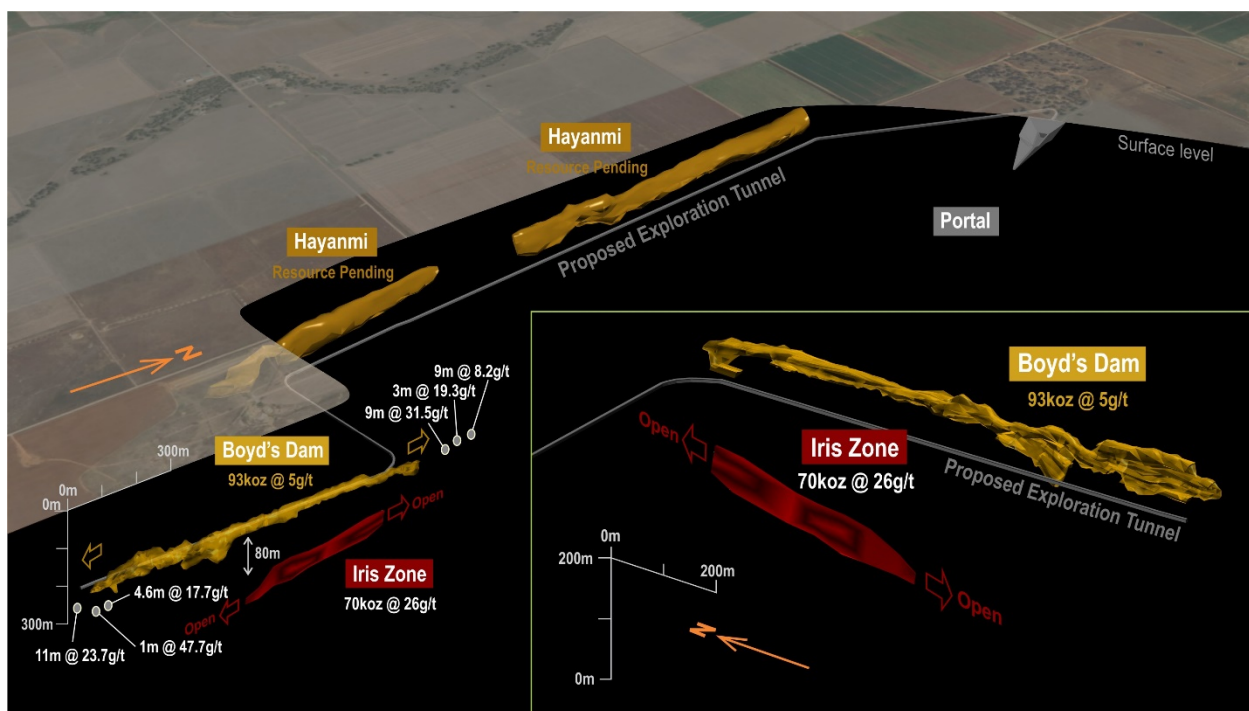 Hayanmi
Resource Pending
Surface level
Portal
Proposed Exploration Tunnel
Hayanmi
Resource Pending
N
9m @ 8.2g/t
3m @ 19.3g/t
9m @ 31.5g/t
300m
0m
0m
Boyd's Dam
93koz @ 5g/t
Open
80m
Iris Zone
70koz @ 26g/t
4.6m @ 17.7g/t
300m
Open
1m @ 47.7g/t
11m @ 23.7g/t
Boyd's Dam
93koz @ 5g/t
Open
Iris Zone
70koz @ 26g/t
Proposed Exploration Tunnel
0m
200m
200m
Open
N
0m